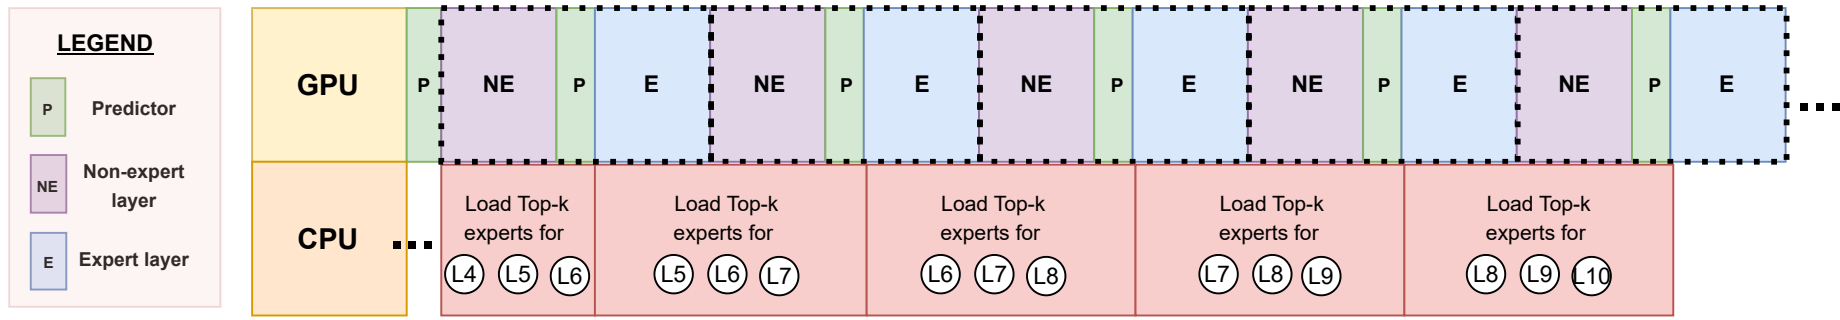 LEGEND
P Predictor
NE Non-expert
layer
E Expert layer
GPU P NE P E NE P E NE P E NE P E NE P E
CPU
Load Top-k
experts for
L4 L5 L6
Load Top-k
experts for
L5 L6 L7
Load Top-k
experts for
L6 L7 L8
Load Top-k
experts for
L7 L8 L9
Load Top-k
experts for
L8 L9 L10